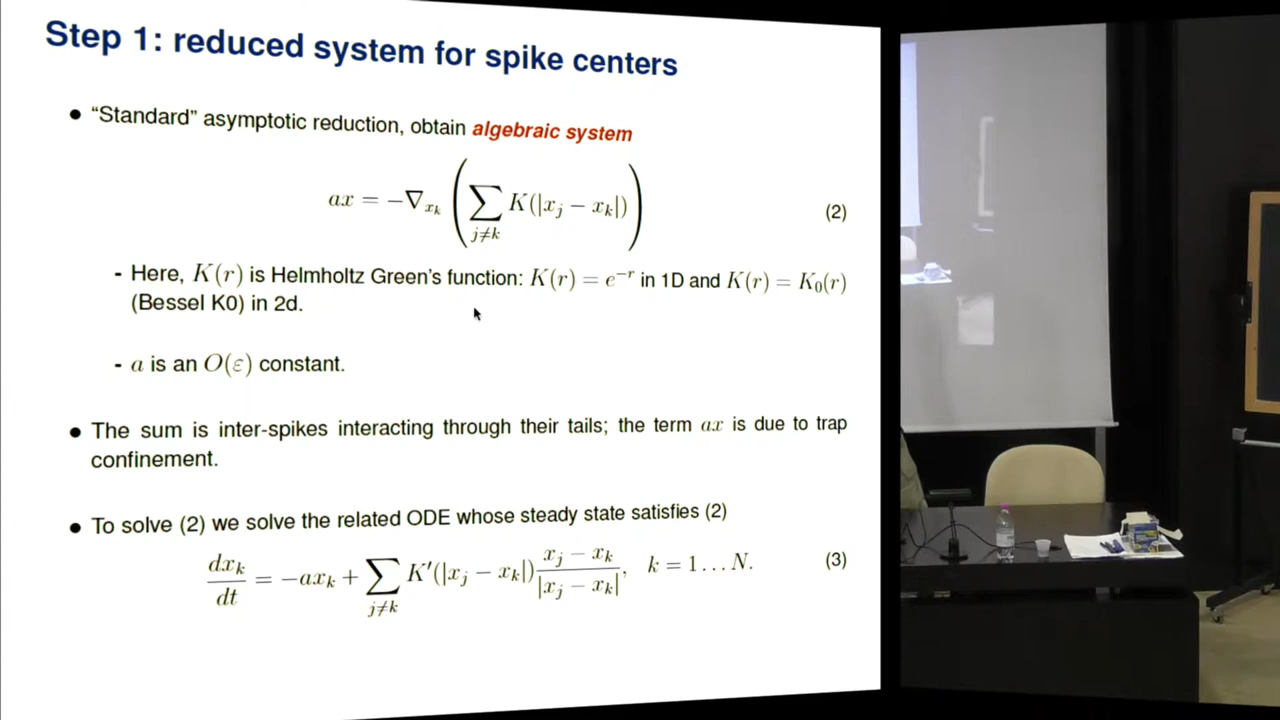 Step 1: reduced system for spike centers
● "Standard" asymptotic reduction, obtain algebraic system
ax = −∇_{x_k} ( ∑_{j≠k} K(|x_j − x_k|) ) (2)
- Here, K(r) is Helmholtz Green's function: K(r) = e^{−r} in 1D and K(r) = K_0(r)
(Bessel K0) in 2d.
- a is an O(ε) constant.
● The sum is inter-spikes interacting through their tails; the term ax is due to trap
confinement.
● To solve (2) we solve the related ODE whose steady state satisfies (2)
dx_k/dt = −ax_k + ∑_{j≠k} K′(|x_j − x_k|) (x_j − x_k)/|x_j − x_k|, k = 1 . . . N. (3)